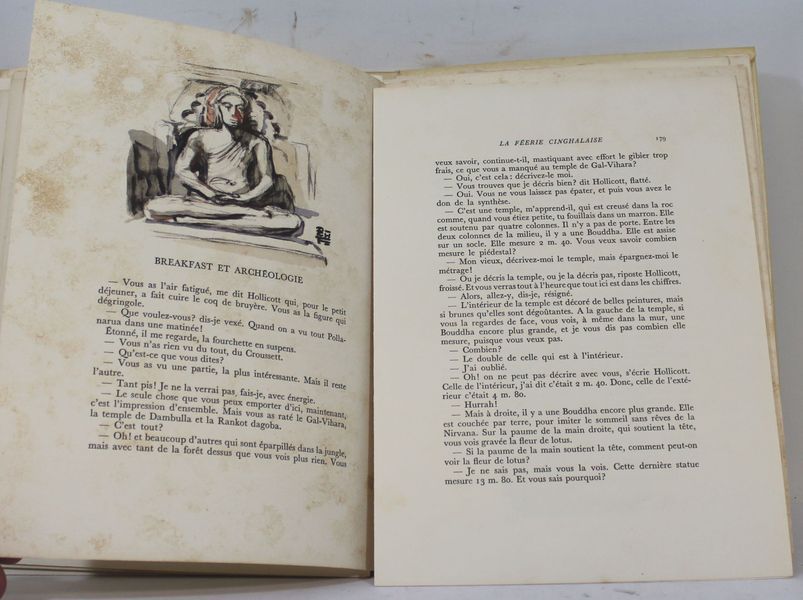 BREAKFAST ET ARCHÉOLOGIE
— Vous as l'air fatigué, me dit Hollicott qui, pour le petit
déjeuner, a fait cuire le coq de bruyère. Vous as la figure qui
dégringole.
— Que voulez-vous? dis-je vexé. Quand on a vu tout Polla-
narua dans une matinée!
Étonné, il me regarde, la fourchette en suspens.
— Vous n'as rien vu du tout, du Croussett.
— Qu'est-ce que vous dites?
— Vous as vu une partie, la plus intéressante. Mais il reste
l'autre.
— Tant pis! Je ne la verrai pas, fais-je, avec énergie.
— Le seule chose que vous peux emporter d'ici, maintenant,
c'est l'impression d'ensemble. Mais vous as raté le Gal-Vihara,
la temple de Dambulla et la Rankot dagoba.
— C'est tout?
— Oh! et beaucoup d'autres qui sont éparpillés dans la jungle,
mais avec tant de la forêt dessus que vous vois plus rien. Vous
LA FÉERIE CINGHALAISE 179
veux savoir, continue-t-il, mastiquant avec effort le gibier trop
frais, ce que vous a manqué au temple de Gal-Vihara?
— Oui, c'est cela : décrivez-le moi.
— Vous trouves que je décris bien? dit Hollicott, flatté.
— Oui. Vous ne vous laissez pas épater, et puis vous avez le
don de la synthèse.
— C'est une temple, m'apprend-il, qui est creusé dans la roc
comme, quand vous étiez petite, tu fouillais dans un marron. Elle
est soutenu par quatre colonnes. Il n'y a pas de porte. Entre les
deux colonnes de la milieu, il y a une Bouddha. Elle est assise
sur un socle. Elle mesure 2 m. 40. Vous veux savoir combien
mesure le piédestal?
— Mon vieux, décrivez-moi le temple, mais épargnez-moi le
métrage!
— Ou je décris la temple, ou je la décris pas, riposte Hollicott,
froissé. Et vous verras tout à l'heure que tout ici est dans les chiffres.
— Alors, allez-y, dis-je, résigné.
— L'intérieur de la temple est décoré de belles peintures, mais
si brunes qu'elles sont dégoûtantes. A la gauche de la temple, si
vous la regardes de face, vous vois, à même dans la mur, une
Bouddha encore plus grande, et je vous dis pas combien elle
mesure, puisque vous veux pas.
— Combien?
— Le double de celle qui est à l'intérieur.
— J'ai oublié.
— Oh! on ne peut pas décrire avec vous, s'écrie Hollicott.
Celle de l'intérieur, j'ai dit c'était 2 m. 40. Donc, celle de l'exté-
rieur c'était 4 m. 80.
— Hurrah!
— Mais à droite, il y a une Bouddha encore plus grande. Elle
est couchée par terre, pour imiter le sommeil sans rêves de la
Nirvana. Sur la paume de la main droite, qui soutient la tête,
vous vois gravée la fleur de lotus.
— Si la paume de la main soutient la tête, comment peut-on
voir la fleur de lotus?
— Je ne sais pas, mais vous la vois. Cette dernière statue
mesure 13 m. 80. Et vous sais pourquoi?